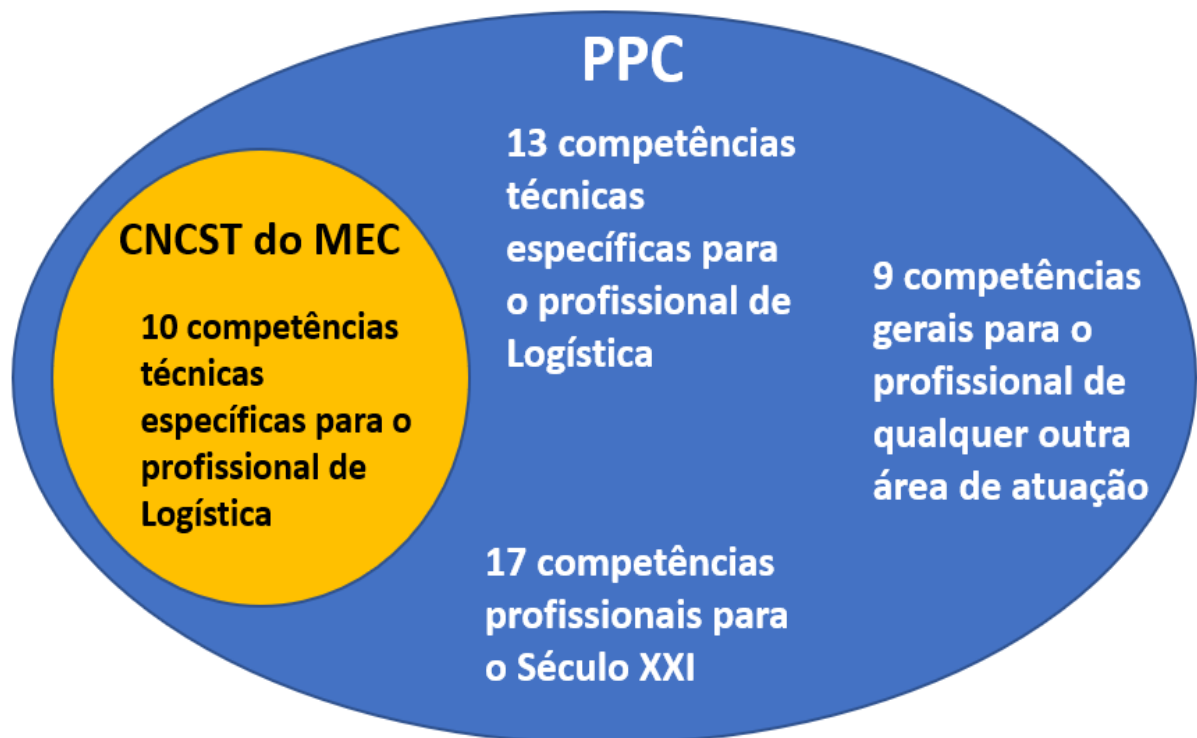 PPC
CNCST do MEC
10 competências
técnicas
específicas para o
profissional de
Logística
13 competências
técnicas
específicas para
o profissional de
Logística
9 competências
gerais para o
profissional de
qualquer outra
área de atuação
17 competências
profissionais para
o Século XXI